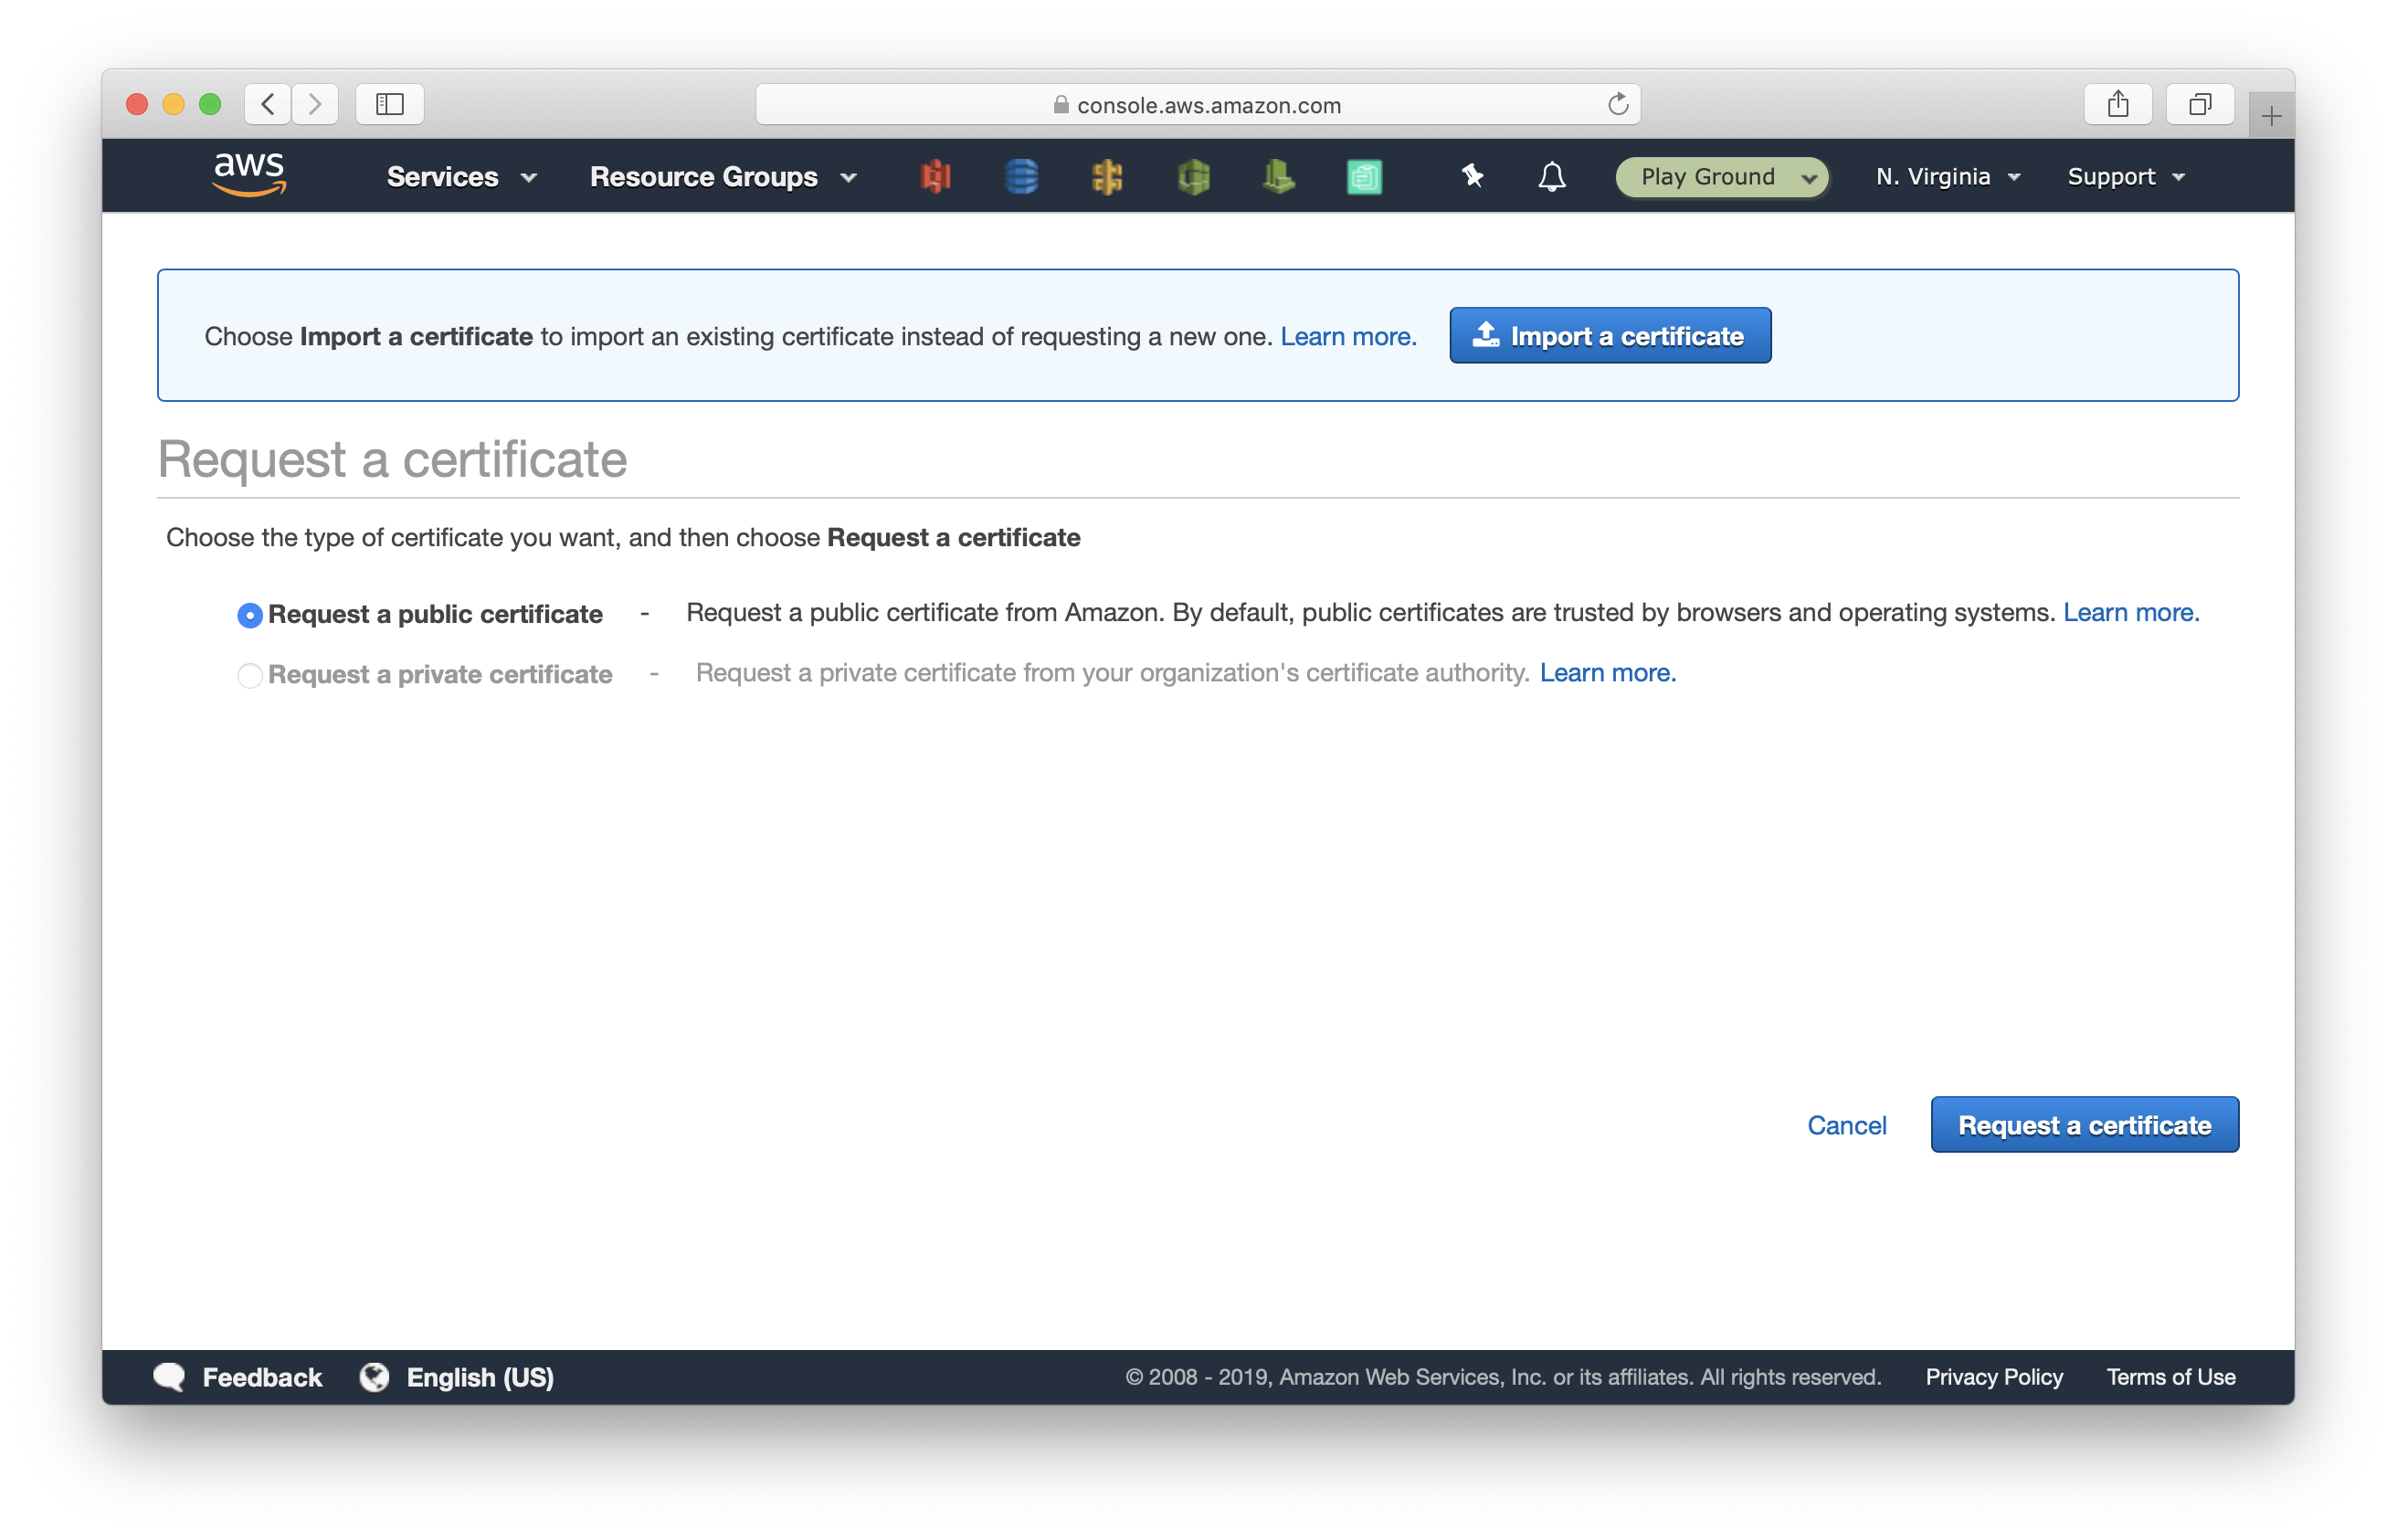 console.aws.amazon.com
aws Services Resource Groups Play Ground N. Virginia Support
Choose Import a certificate to import an existing certificate instead of requesting a new one. Learn more. Import a certificate
Request a certificate
Choose the type of certificate you want, and then choose Request a certificate
Request a public certificate - Request a public certificate from Amazon. By default, public certificates are trusted by browsers and operating systems. Learn more.
Request a private certificate - Request a private certificate from your organization's certificate authority. Learn more.
Cancel Request a certificate
Feedback English (US) © 2008 - 2019, Amazon Web Services, Inc. or its affiliates. All rights reserved. Privacy Policy Terms of Use